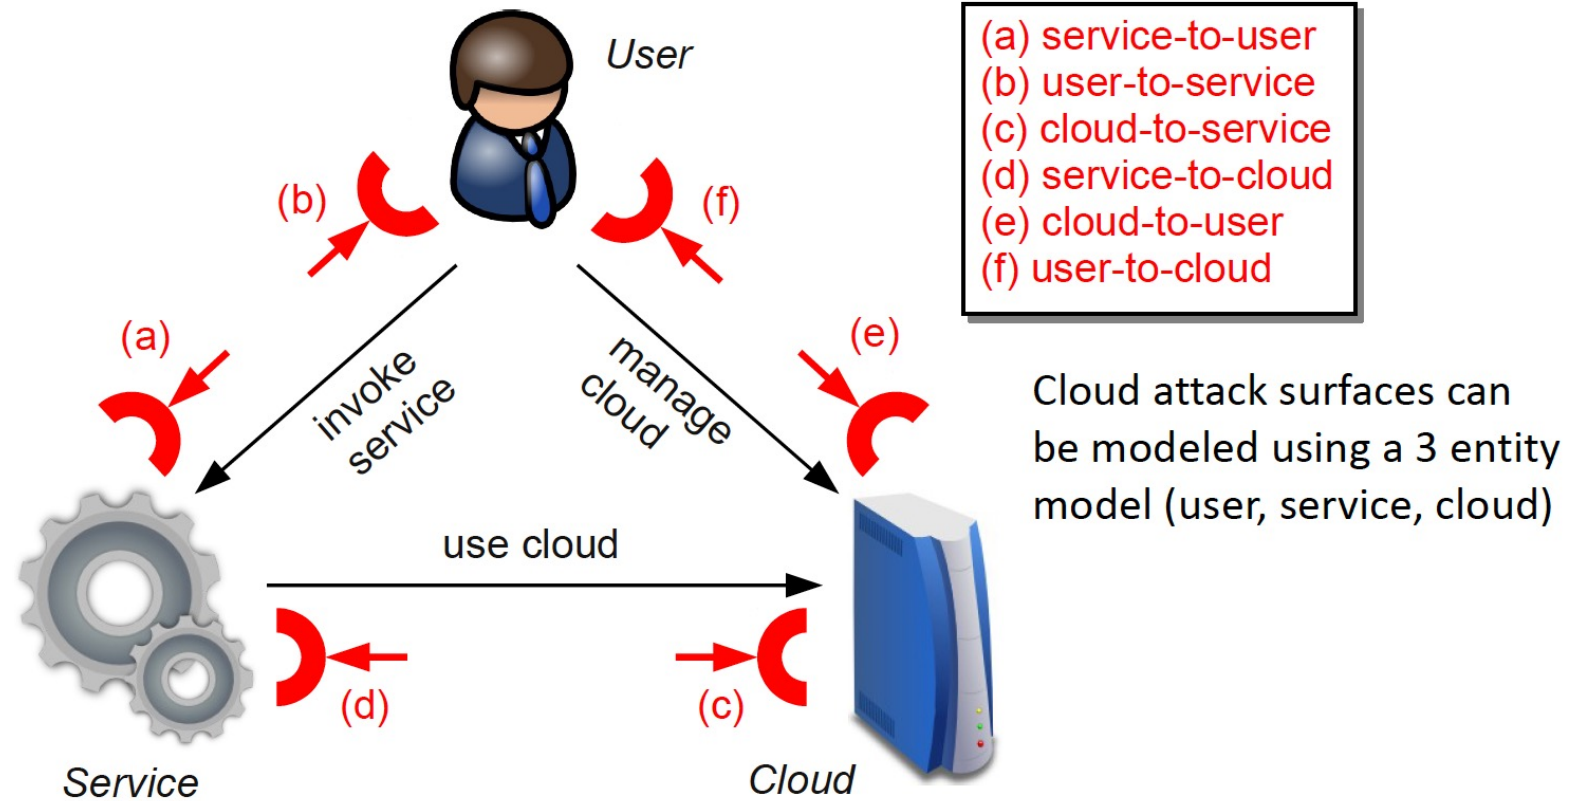 User
(a) service-to-user
(b) user-to-service
(c) cloud-to-service
(d) service-to-cloud
(e) cloud-to-user
(f) user-to-cloud
(b)
(f)
(a)
(e)
invoke
service
manage
cloud
Cloud attack surfaces can
be modeled using a 3 entity
model (user, service, cloud)
use cloud
(d)
(c)
Service
Cloud